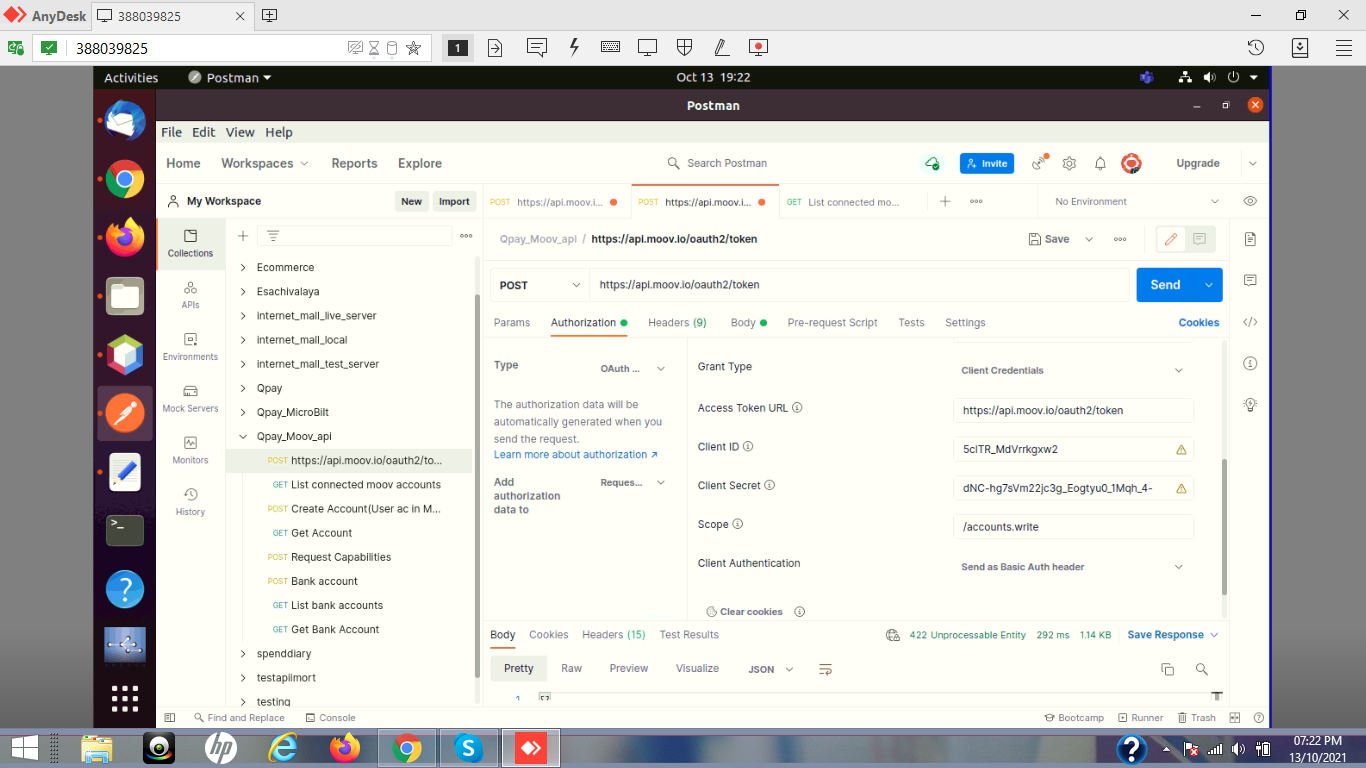 AnyDesk
388039825
388039825
1
Activities
Postman
Oct 13 19:22
Postman
File Edit View Help
Home Workspaces Reports Explore
Search Postman
Invite
Upgrade
My Workspace
New Import
POST https://api.moov.i...
POST https://api.moov.i...
GET List connected mo...
No Environment
Collections
APIs
Environments
Mock Servers
Monitors
History
Ecommerce
Esachivalaya
internet_mall_live_server
internet_mall_local
internet_mall_test_server
Qpay
Qpay_MicroBilt
Qpay_Moov_api
POST https://api.moov.io/oauth2/to...
GET List connected moov accounts
POST Create Account(User ac in M...
GET Get Account
POST Request Capabilities
POST Bank account
GET List bank accounts
GET Get Bank Account
spenddiary
testapiimort
testing
Qpay_Moov_api / https://api.moov.io/oauth2/token
Save
POST
https://api.moov.io/oauth2/token
Send
Params Authorization Headers (9) Body Pre-request Script Tests Settings
Cookies
Type
OAuth ...
The authorization data will be
automatically generated when you
send the request.
Learn more about authorization ↗
Add
authorization
data to
Reques...
Grant Type
Client Credentials
Access Token URL
https://api.moov.io/oauth2/token
Client ID
5clTR_MdVrrkgxw2
Client Secret
dNC-hg7sVm22jc3g_Eogtyu0_1Mqh_4-
Scope
/accounts.write
Client Authentication
Send as Basic Auth header
Clear cookies
Body Cookies Headers (15) Test Results
422 Unprocessable Entity 292 ms 1.14 KB Save Response
Pretty Raw Preview Visualize JSON
1
Find and Replace Console
Bootcamp Runner Trash
07:22 PM
13/10/2021